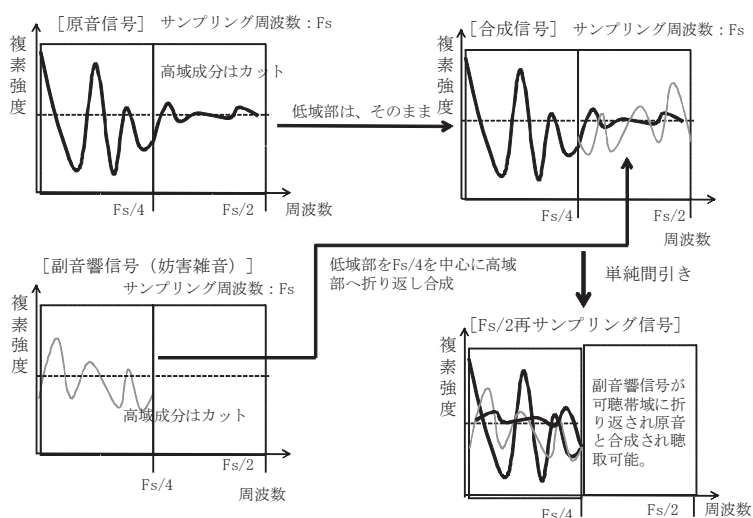 [原音信号] サンプリング周波数：Fs
複素強度
高域成分はカット
Fs/4
Fs/2
周波数
低域部は、そのまま
[合成信号] サンプリング周波数：Fs
複素強度
Fs/4
Fs/2
周波数
[副音響信号（妨害雑音）]
サンプリング周波数：Fs
複素強度
高域成分はカット
Fs/2
Fs/4
周波数
低域部をFs/4を中心に高域
部へ折り返し合成
単純間引き
[Fs/2再サンプリング信号]
複素強度
副音響信号が
可聴帯域に折
り返され原音
と合成され聴
取可能。
Fs/4
Fs/2
周波数